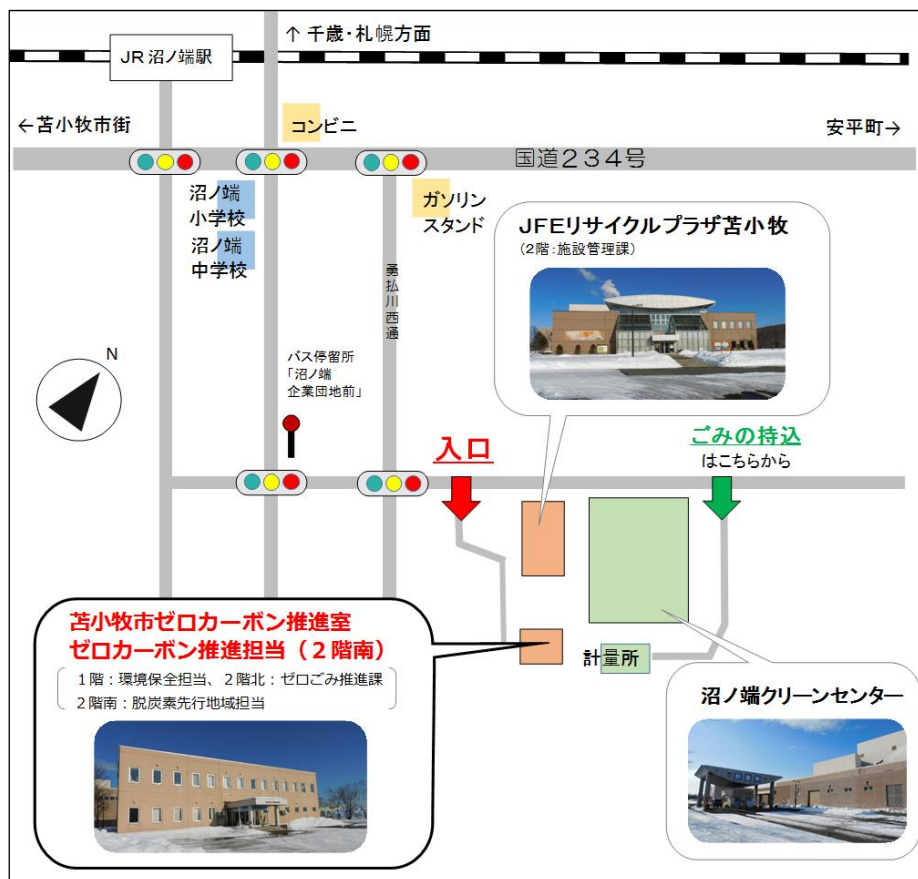 ↑千歳・札幌方面
JR沼ノ端駅
←苫小牧市街
コンビニ
安平町→
国道234号
沼ノ端
小学校
沼ノ端
中学校
ガソリン
スタンド
勇払川西通
JFEリサイクルプラザ苫小牧
(2階:施設管理課)
N
バス停留所
「沼ノ端
企業団地前」
入口
ごみの持込
はこちらから
苫小牧市ゼロカーボン推進室
ゼロカーボン推進担当(2階南)
1階:環境保全担当、2階北:ゼロごみ推進課
2階南:脱炭素先行地域担当
計量所
沼ノ端クリーンセンター